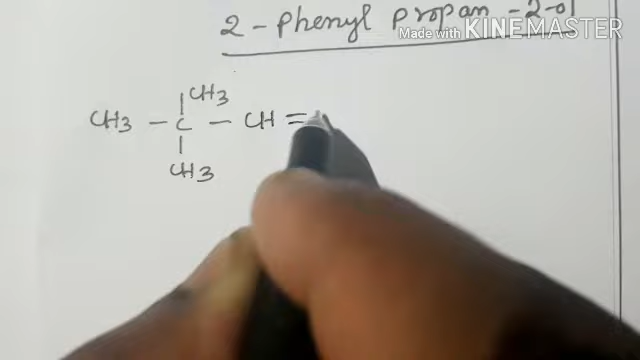 Made with KINEMASTER
2-Phenyl Propan-2-ol
CH3
CH3 - C - CH =
CH3